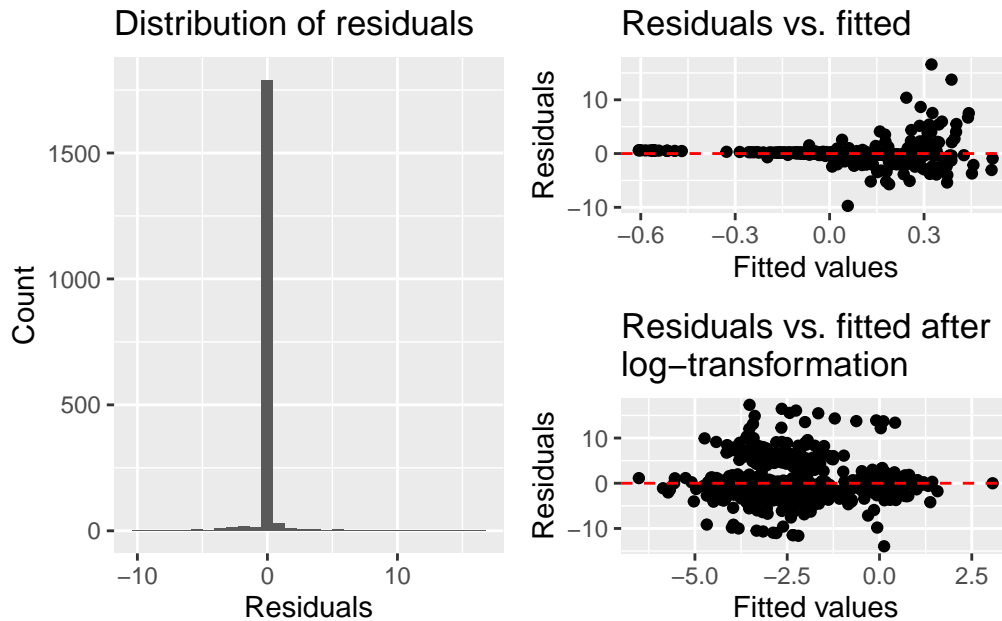 Distribution of residuals
Count
1500
1000
500
0
−10 0 10
Residuals
Residuals vs. fitted
Residuals
10
0
−10
−0.6 −0.3 0.0 0.3
Fitted values
Residuals vs. fitted after
log−transformation
Residuals
10
0
−10
−5.0 −2.5 0.0 2.5
Fitted values